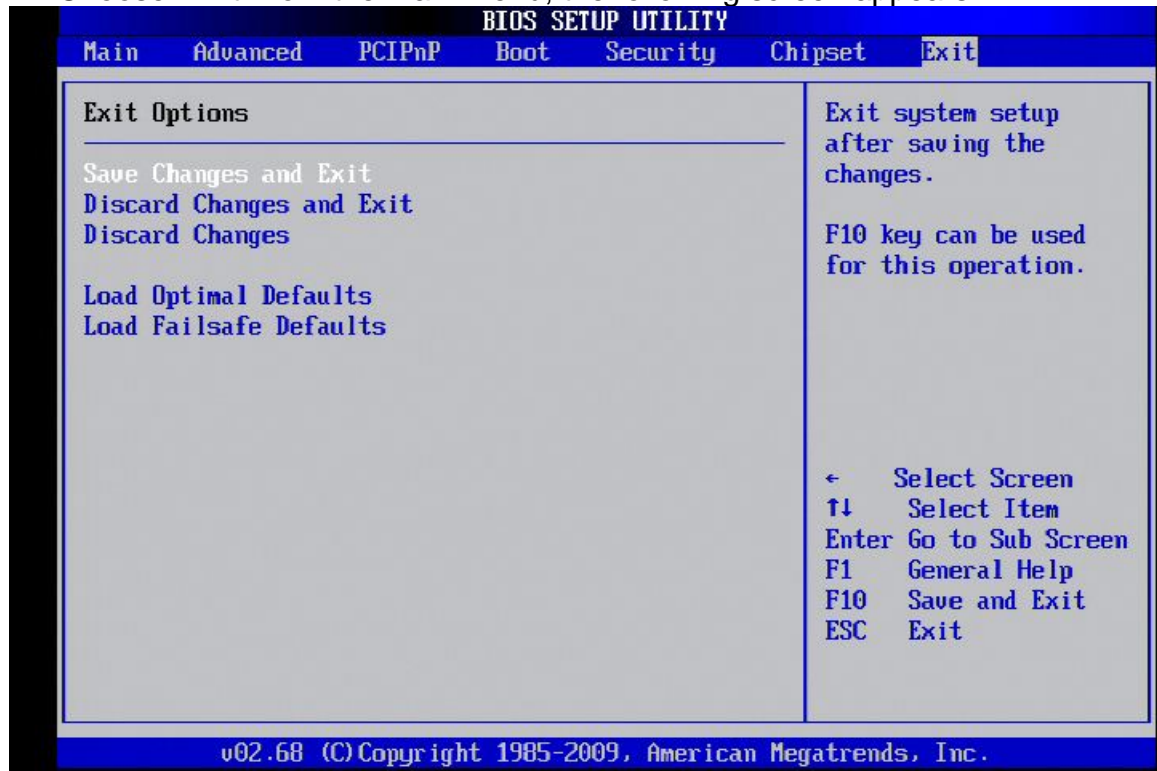 BIOS SETUP UTILITY
Main Advanced PCIPnP Boot Security Chipset Exit
Exit Options
Save Changes and Exit
Discard Changes and Exit
Discard Changes
Load Optimal Defaults
Load Failsafe Defaults
Exit system setup
after saving the
changes.
F10 key can be used
for this operation.
← Select Screen
↑↓ Select Item
Enter Go to Sub Screen
F1 General Help
F10 Save and Exit
ESC Exit
v02.68 (C)Copyright 1985-2009, American Megatrends, Inc.